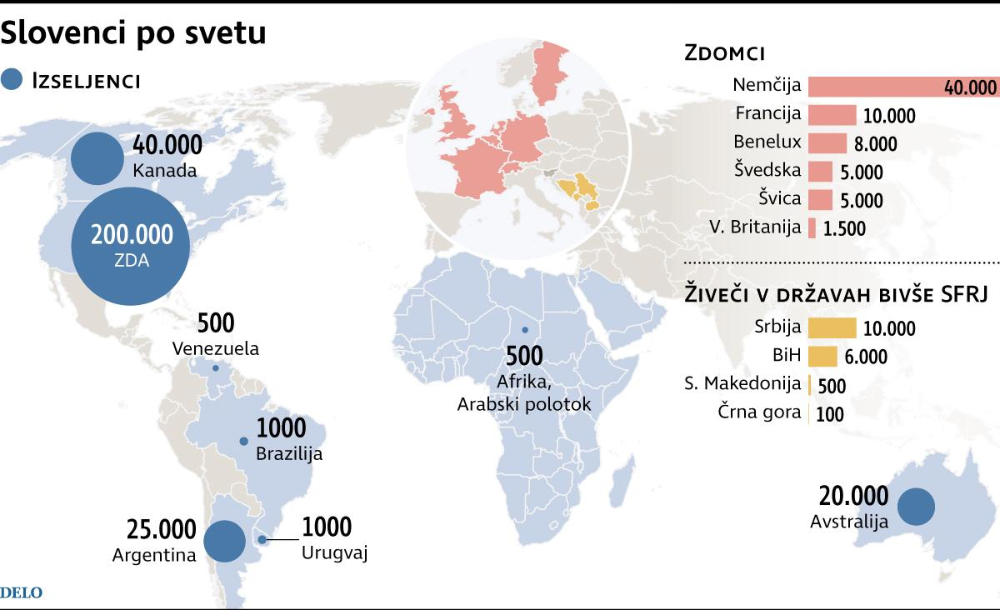 Slovenci po svetu
IZSELJENCI
40.000
Kanada
200.000
ZDA
500
Venezuela
1000
Brazilija
25.000
Argentina
1000
Urugvaj
500
Afrika,
Arabski polotok
20.000
Avstralija
ZDOMCI
Nemčija 40.000
Francija 10.000
Benelux 8.000
Švedska 5.000
Švica 5.000
V. Britanija 1.500
ŽIVEČI V DRŽAVAH BIVŠE SFRJ
Srbija 10.000
BiH 6.000
S. Makedonija 500
Črna gora 100
DELO